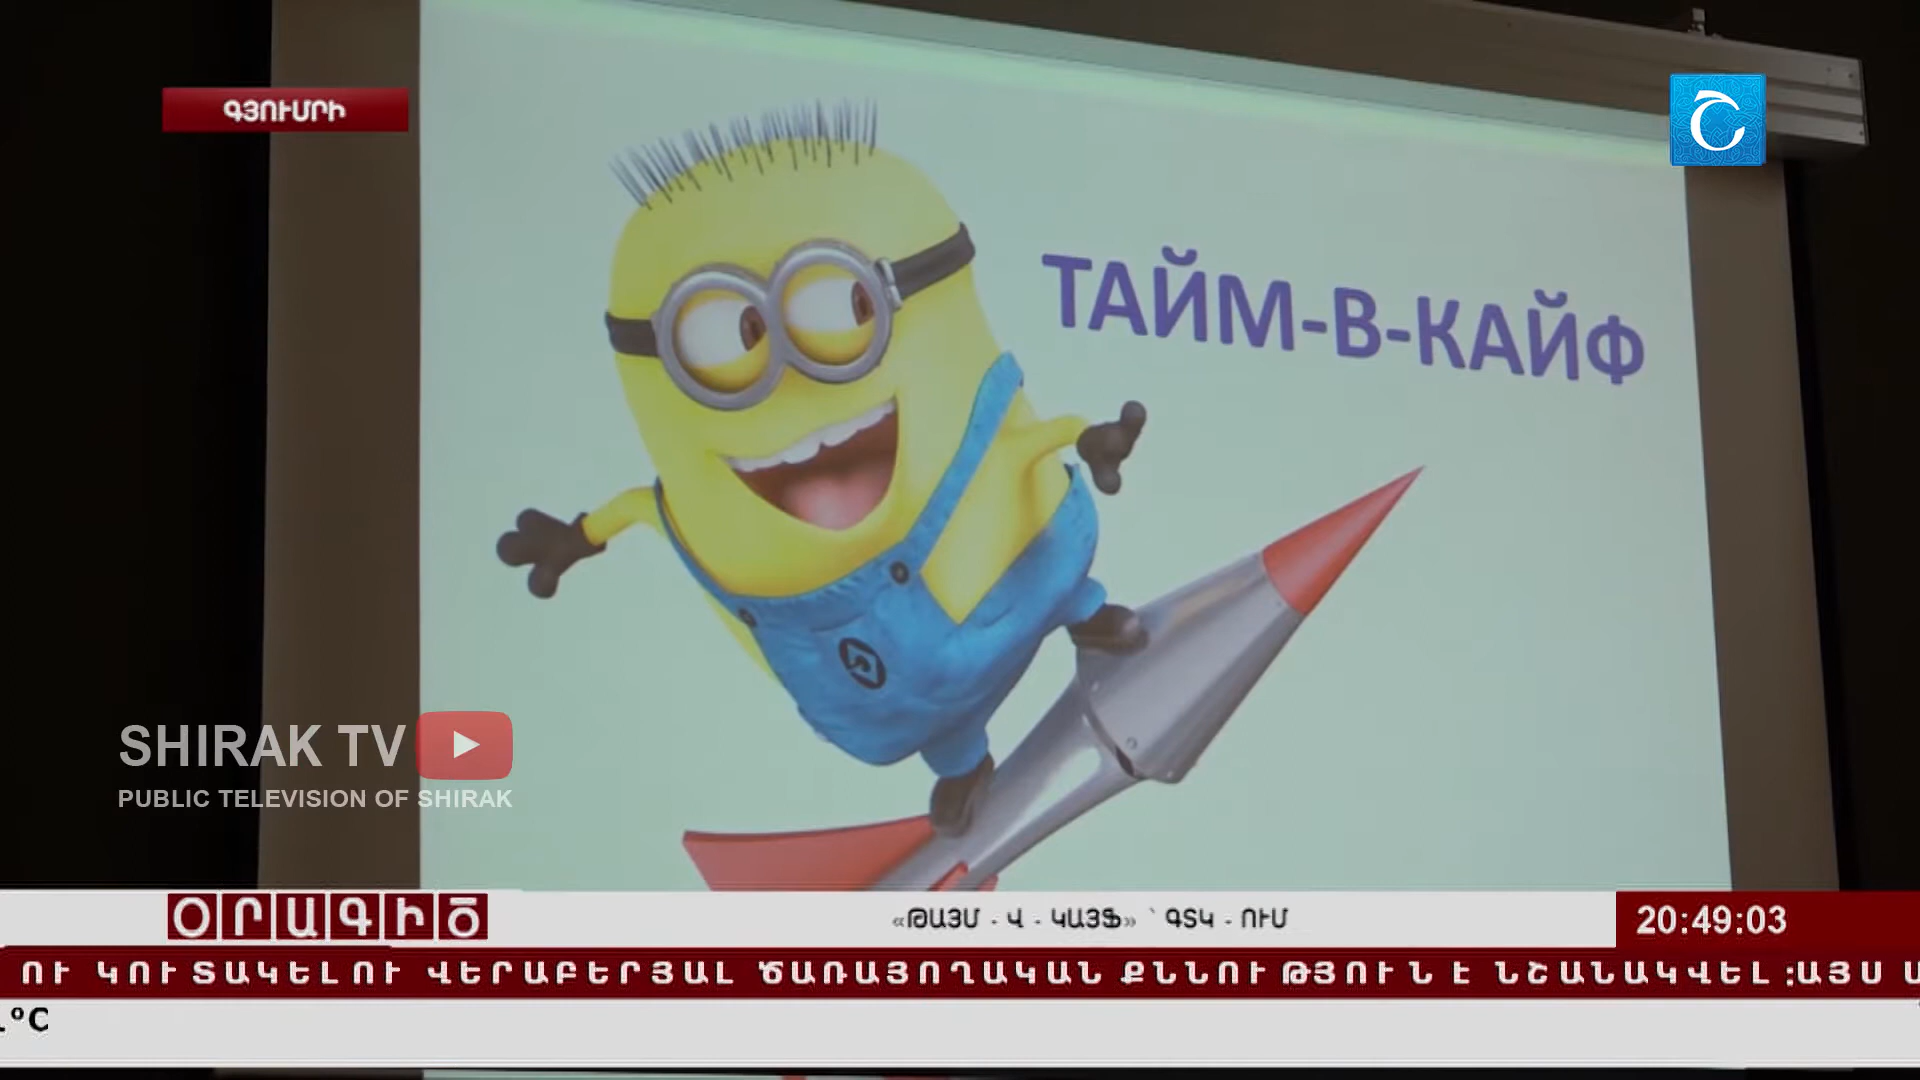 ԳՅՈՒՄՐԻ
ТАЙМ-В-КАЙФ
SHIRAK TV
PUBLIC TELEVISION OF SHIRAK
ՕՐԱԳԻԾ
«ԹԱՅՄ - Վ - ԿԱՅՖ» ՝ ԳՏԿ - ՈՒՄ
20:49:03
ՈՒ ԿՈՒՏԱԿԵԼՈՒ ՎԵՐԱԲԵՐՅԱԼ ԾԱՌԱՅՈՂԱԿԱՆ ՔՆՆՈՒԹՅՈՒՆ Է ՆՇԱՆԱԿՎԵԼ :ԱՅՍ
°C